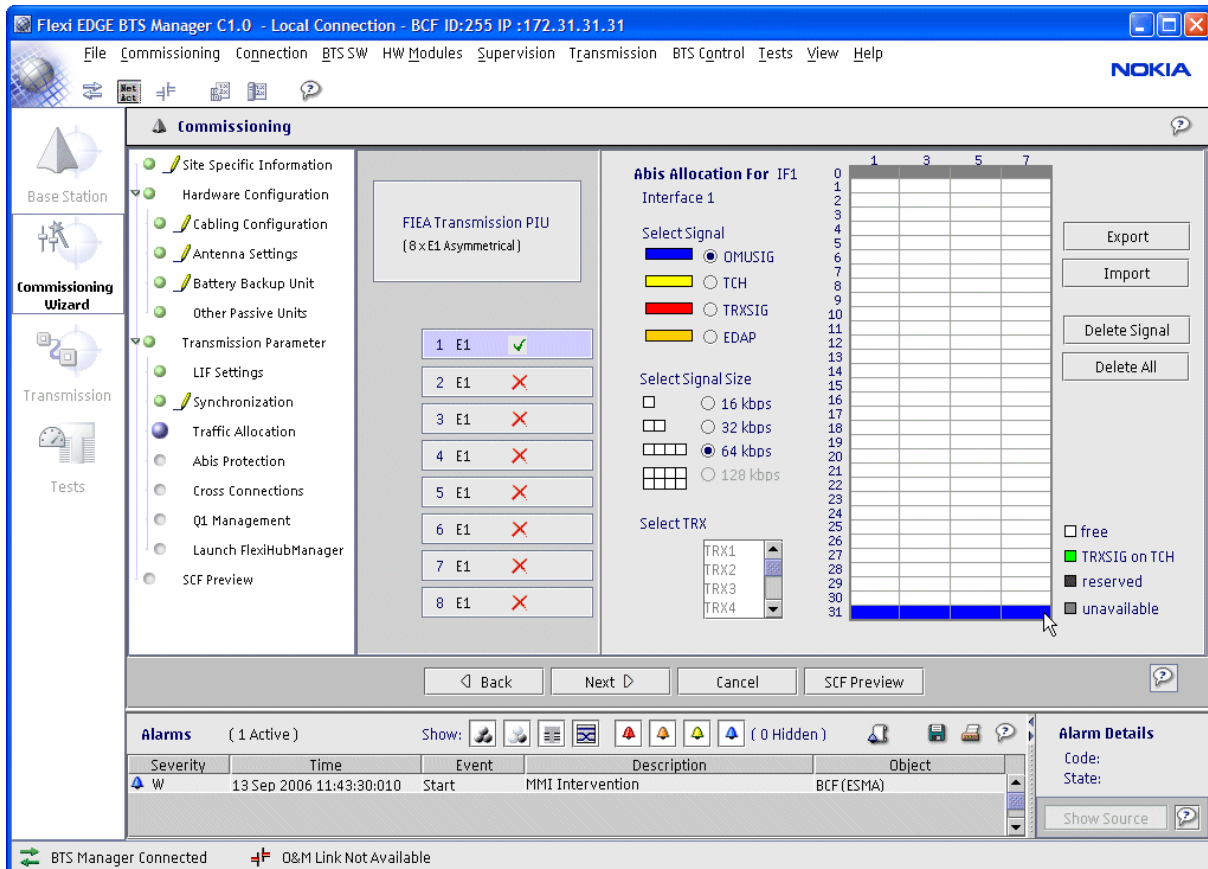 Flexi EDGE BTS Manager C1.0 - Local Connection - BCF ID:255 IP :172.31.31.31
File Commissioning Connection BTS SW HW Modules Supervision Transmission BTS Control Tests View Help
NOKIA
Net Act
Commissioning
Base Station
Commissioning Wizard
Transmission
Tests
Site Specific Information
Hardware Configuration
Cabling Configuration
Antenna Settings
Battery Backup Unit
Other Passive Units
Transmission Parameter
LIF Settings
Synchronization
Traffic Allocation
Abis Protection
Cross Connections
Q1 Management
Launch FlexiHubManager
SCF Preview
FIEA Transmission PIU
(8 x E1 Asymmetrical)
1 E1
2 E1
3 E1
4 E1
5 E1
6 E1
7 E1
8 E1
Abis Allocation For IF1
Interface 1
Select Signal
OMUSIG
TCH
TRXSIG
EDAP
Select Signal Size
16 kbps
32 kbps
64 kbps
128 kbps
Select TRX
TRX1
TRX2
TRX3
TRX4
1 3 5 7
0
1
2
3
4
5
6
7
8
9
10
11
12
13
14
15
16
17
18
19
20
21
22
23
24
25
26
27
28
29
30
31
Export
Import
Delete Signal
Delete All
free
TRXSIG on TCH
reserved
unavailable
Back Next Cancel SCF Preview
Alarms (1 Active) Show: (0 Hidden)
Severity Time Event Description Object
W 13 Sep 2006 11:43:30:010 Start MMI Intervention BCF(ESMA)
Alarm Details
Code:
State:
Show Source
BTS Manager Connected O&M Link Not Available